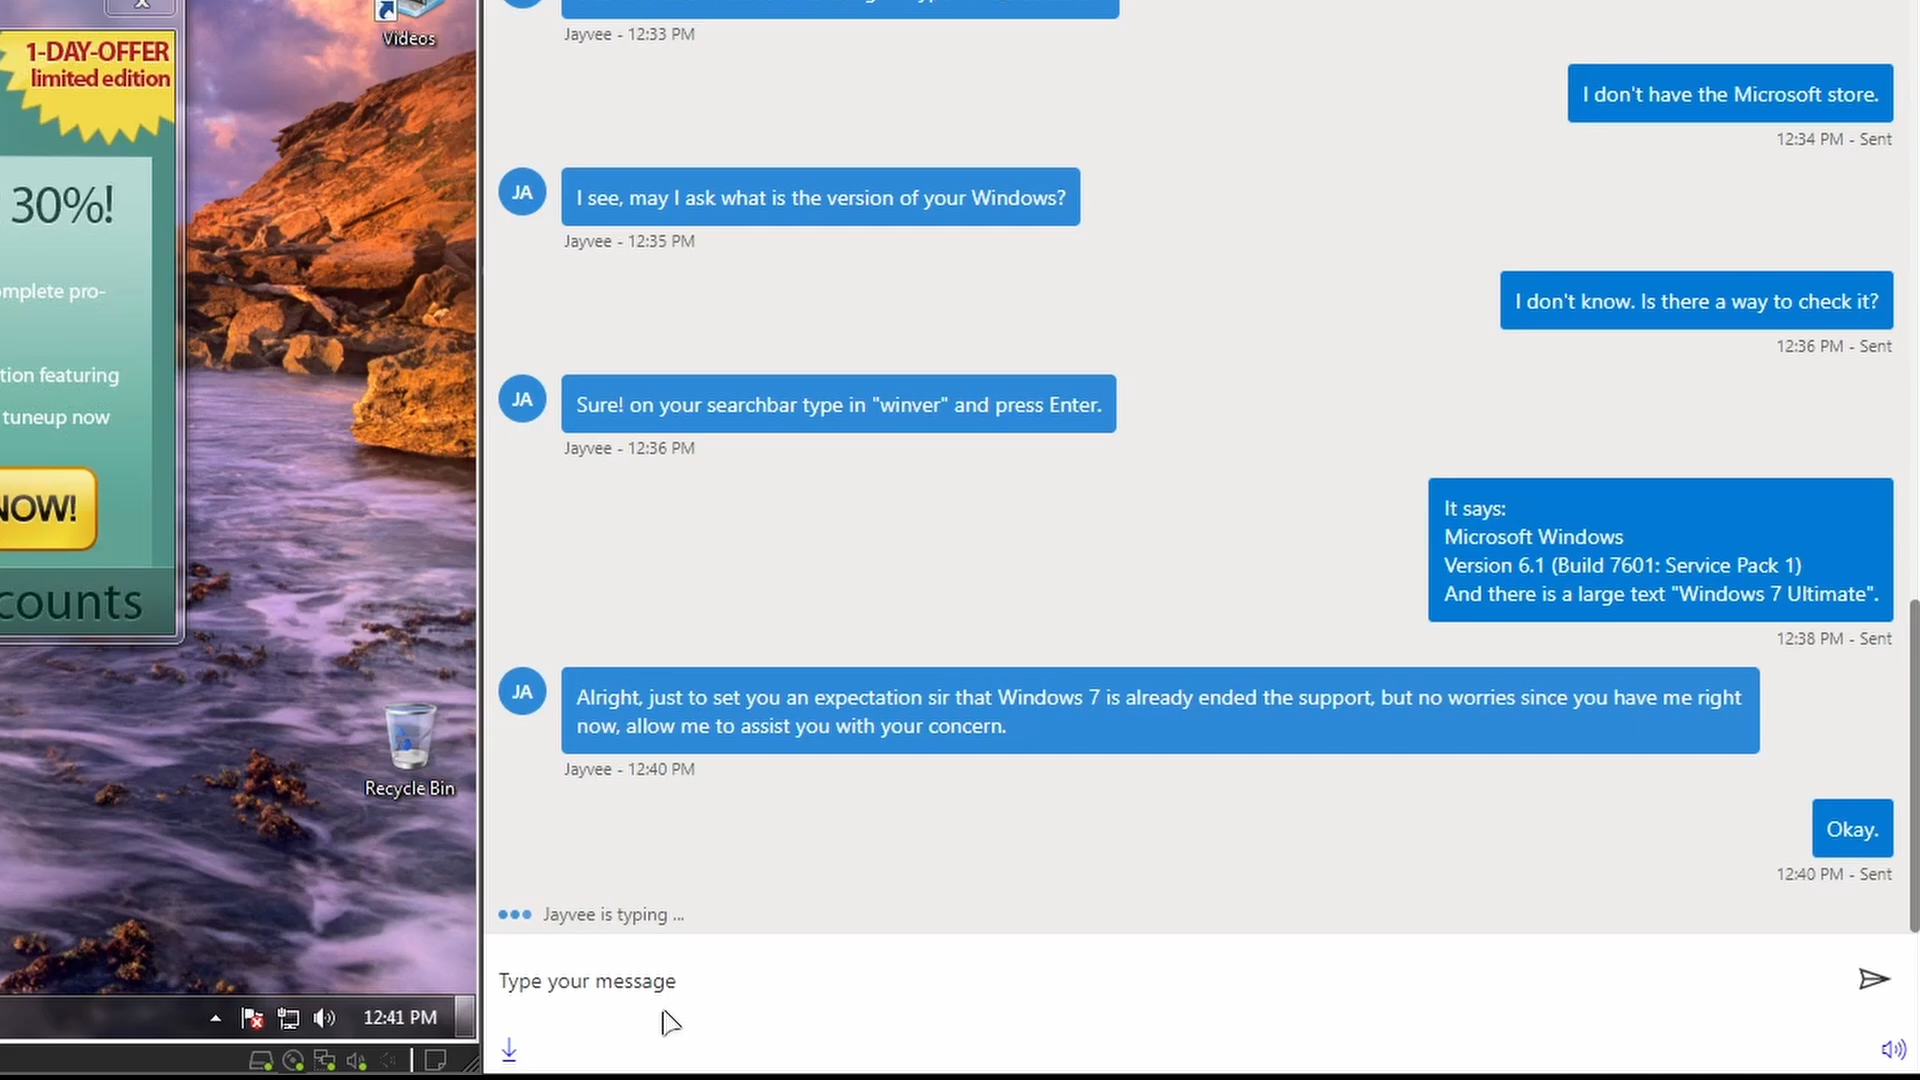 Videos
1-DAY-OFFER
limited edition
30%!
mplete pro-
tion featuring
tuneup now
NOW!
counts
Recycle Bin
12:41 PM
Jayvee - 12:33 PM
I don't have the Microsoft store.
12:34 PM - Sent
JA
I see, may I ask what is the version of your Windows?
Jayvee - 12:35 PM
I don't know. Is there a way to check it?
12:36 PM - Sent
JA
Sure! on your searchbar type in "winver" and press Enter.
Jayvee - 12:36 PM
It says:
Microsoft Windows
Version 6.1 (Build 7601: Service Pack 1)
And there is a large text "Windows 7 Ultimate".
12:38 PM - Sent
JA
Alright, just to set you an expectation sir that Windows 7 is already ended the support, but no worries since you have me right
now, allow me to assist you with your concern.
Jayvee - 12:40 PM
Okay.
12:40 PM - Sent
Jayvee is typing ...
Type your message